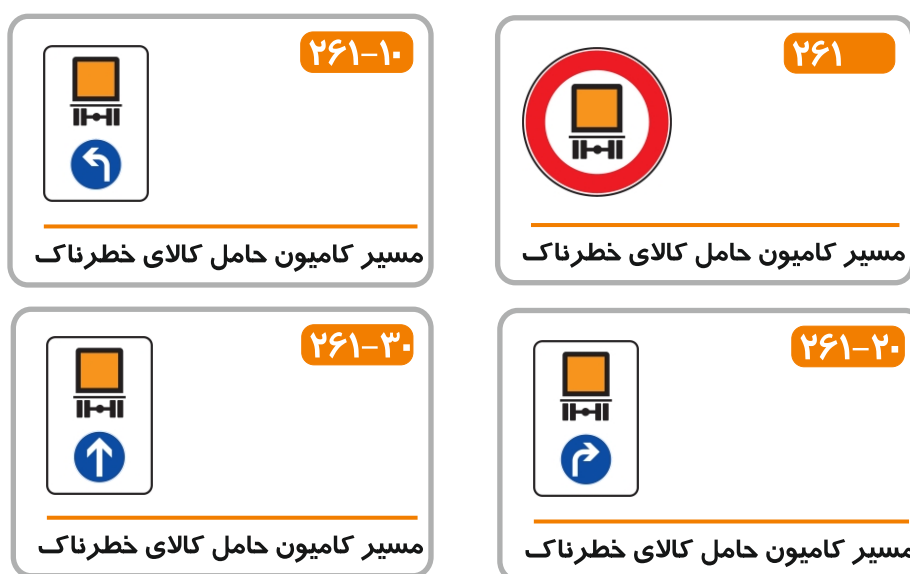 ۲۶۱
مسیر کامیون حامل کالای خطرناک
۲۶۱-۱۰
مسیر کامیون حامل کالای خطرناک
۲۶۱-۲۰
مسیر کامیون حامل کالای خطرناک
۲۶۱-۳۰
مسیر کامیون حامل کالای خطرناک